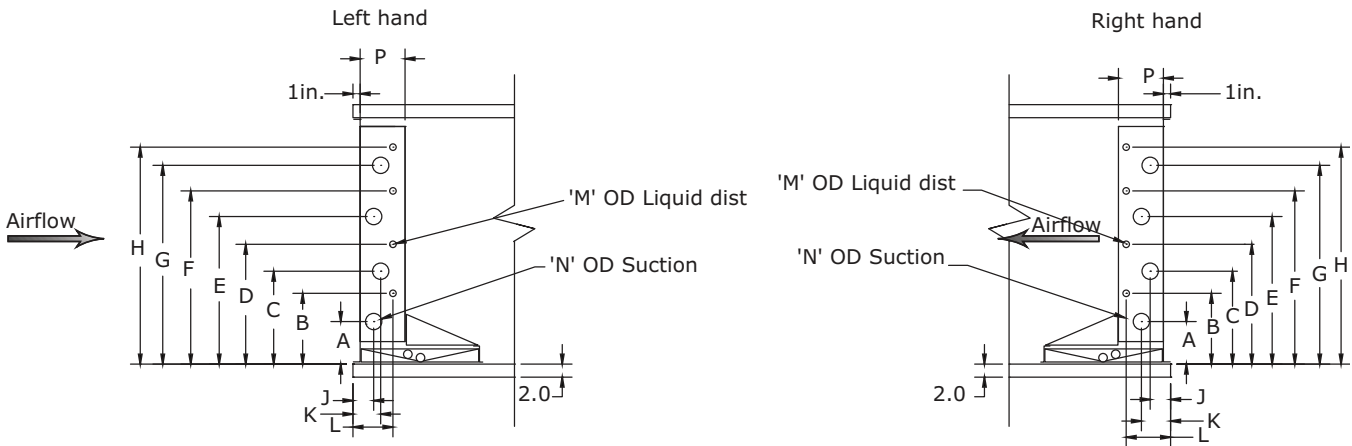 Left hand
P
1in.
'M' OD Liquid dist
Airflow
'N' OD Suction
H
G
F
E
D
C
B
A
J
K
L
2.0
Right hand
P
1in.
'M' OD Liquid dist
Airflow
'N' OD Suction
A
B
C
D
E
F
G
H
2.0
J
K
L